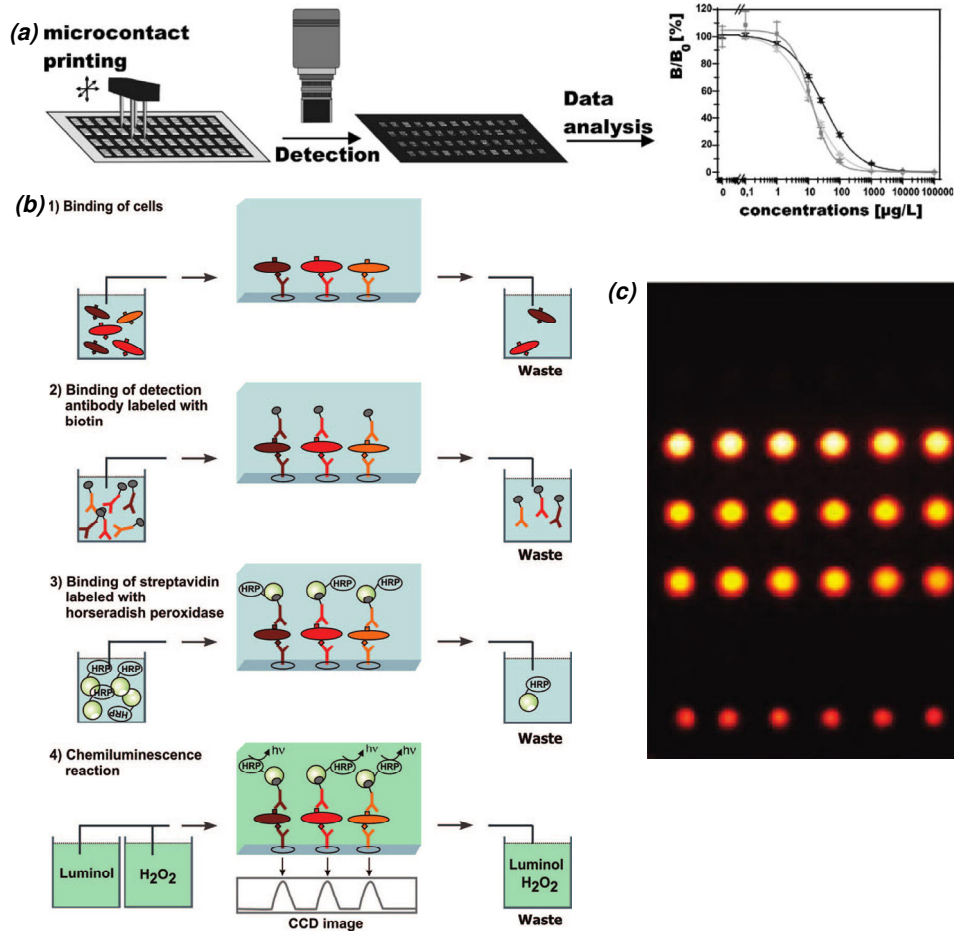 (a) microcontact
printing
Detection
Data
analysis
B/B0 [%]
120
100
80
60
40
20
0
0 0,1 1 10 100 1000 10000 100000
concentrations [µg/L]
(b) 1) Binding of cells
Waste
(c)
2) Binding of detection
antibody labeled with
biotin
Waste
3) Binding of streptavidin
labeled with
horseradish peroxidase
HRP HRP HRP
HRP HRP
HRP
HRP
HRP
Waste
4) Chemiluminescence
reaction
hν hν hν
HRP HRP HRP
Luminol
H2O2
CCD image
Luminol
H2O2
Waste